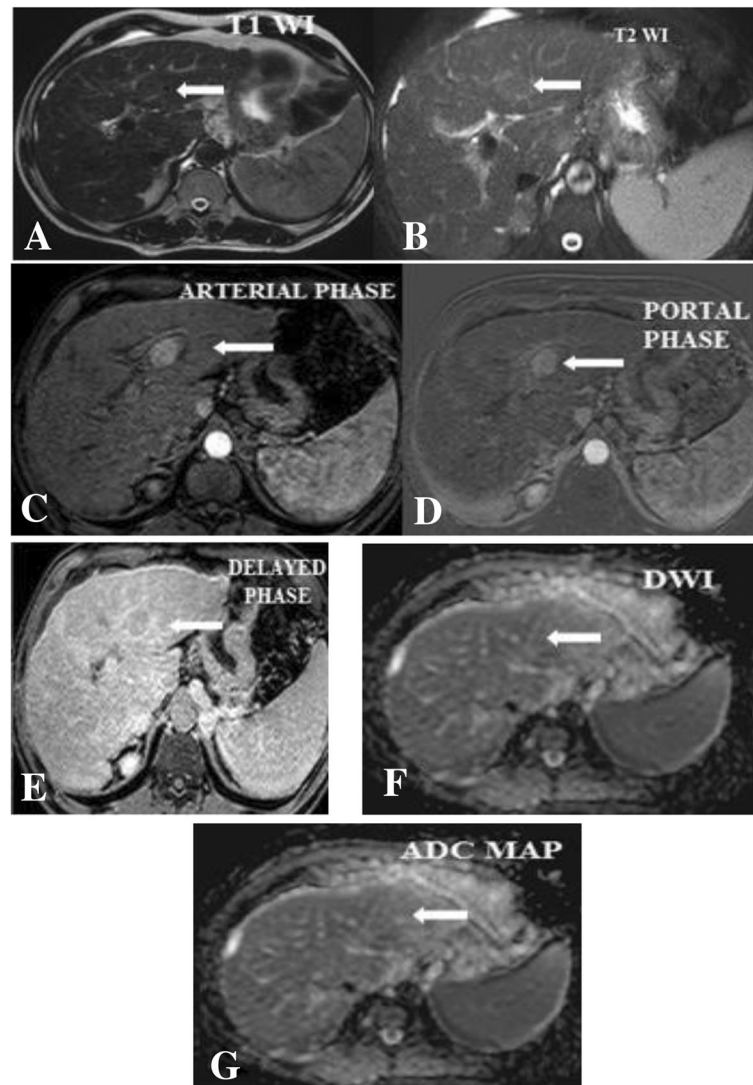 T1 WI
T2 WI
A
B
ARTERIAL PHASE
PORTAL
PHASE
C
D
DELAYED
PHASE
DWI
E
F
ADC MAP
G